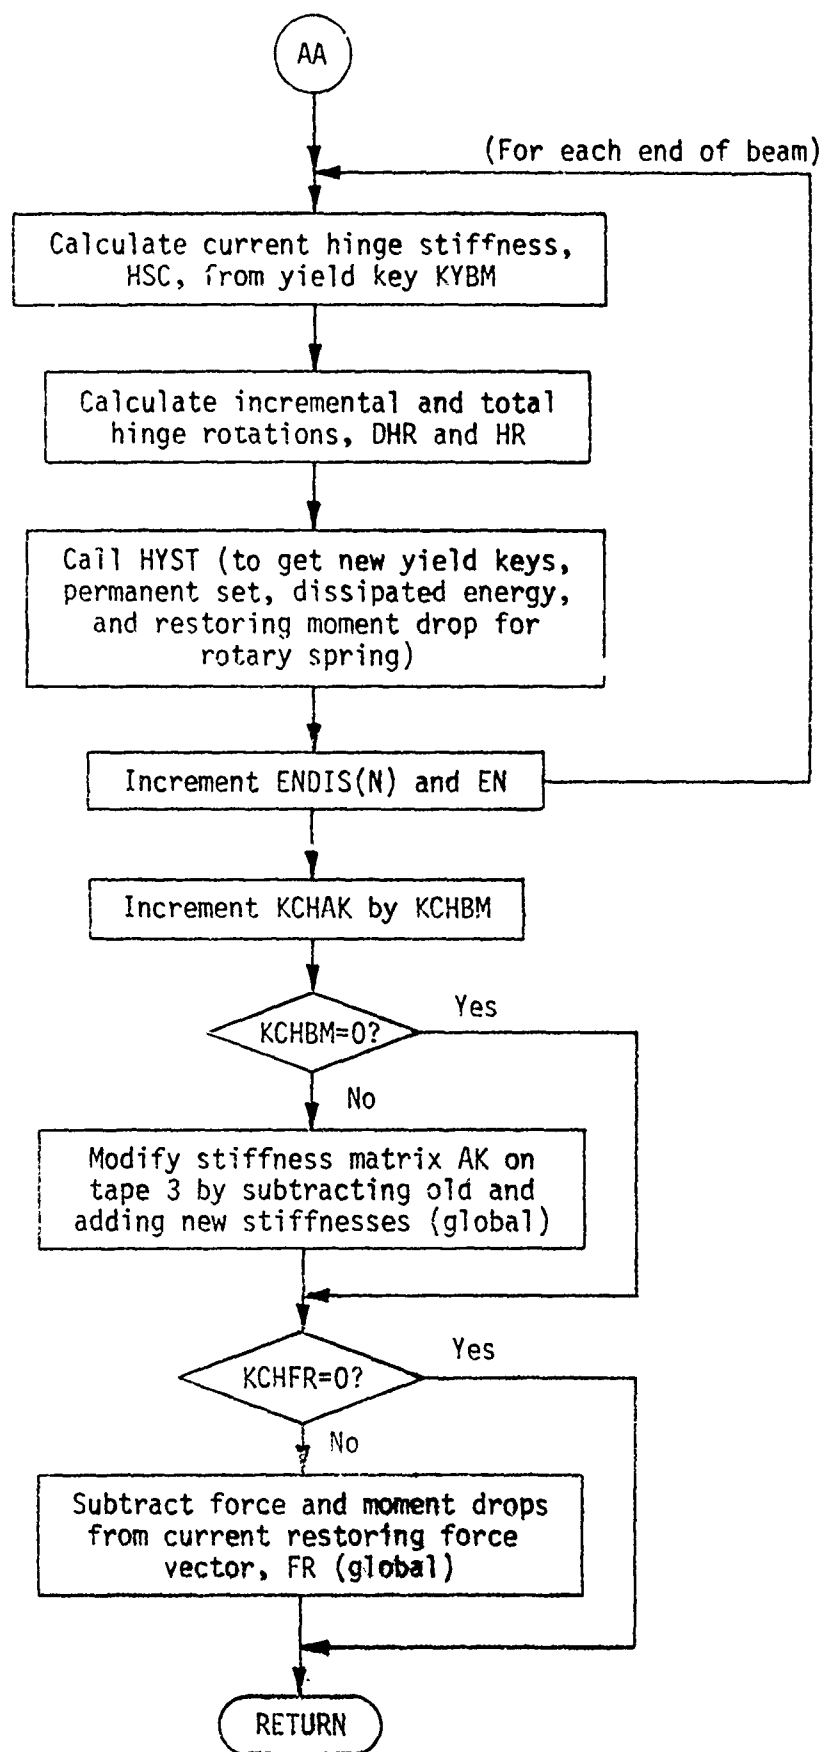 AA
(For each end of beam)
Calculate current hinge stiffness,
HSC, from yield key KYBM
Calculate incremental and total
hinge rotations, DHR and HR
Call HYST (to get new yield keys,
permanent set, dissipated energy,
and restoring moment drop for
rotary spring)
Increment ENDIS(N) and EN
Increment KCHAK by KCHBM
Yes
KCHBM=0?
No
Modify stiffness matrix AK on
tape 3 by subtracting old and
adding new stiffnesses (global)
Yes
KCHFR=0?
No
Subtract force and moment drops
from current restoring force
vector, FR (global)
RETURN